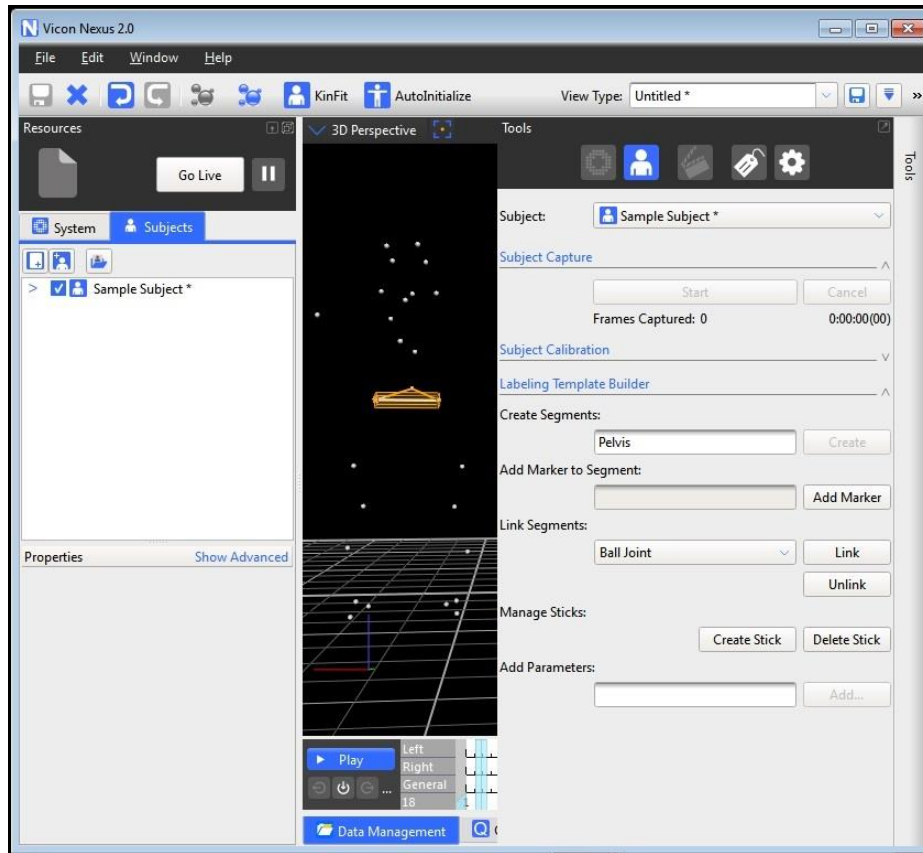 Vicon Nexus 2.0
File Edit Window Help
KinFit AutoInitialize View Type: Untitled * »
Resources
Go Live
System Subjects
> Sample Subject *
Properties Show Advanced
3D Perspective
Play
Left
Right
General
18 1
...
Data Management
Tools
Tools
Subject: Sample Subject *
Subject Capture
Start Cancel
Frames Captured: 0 0:00:00(00)
Subject Calibration
Labeling Template Builder
Create Segments:
Pelvis Create
Add Marker to Segment:
Add Marker
Link Segments:
Ball Joint Link
Unlink
Manage Sticks:
Create Stick Delete Stick
Add Parameters:
Add...